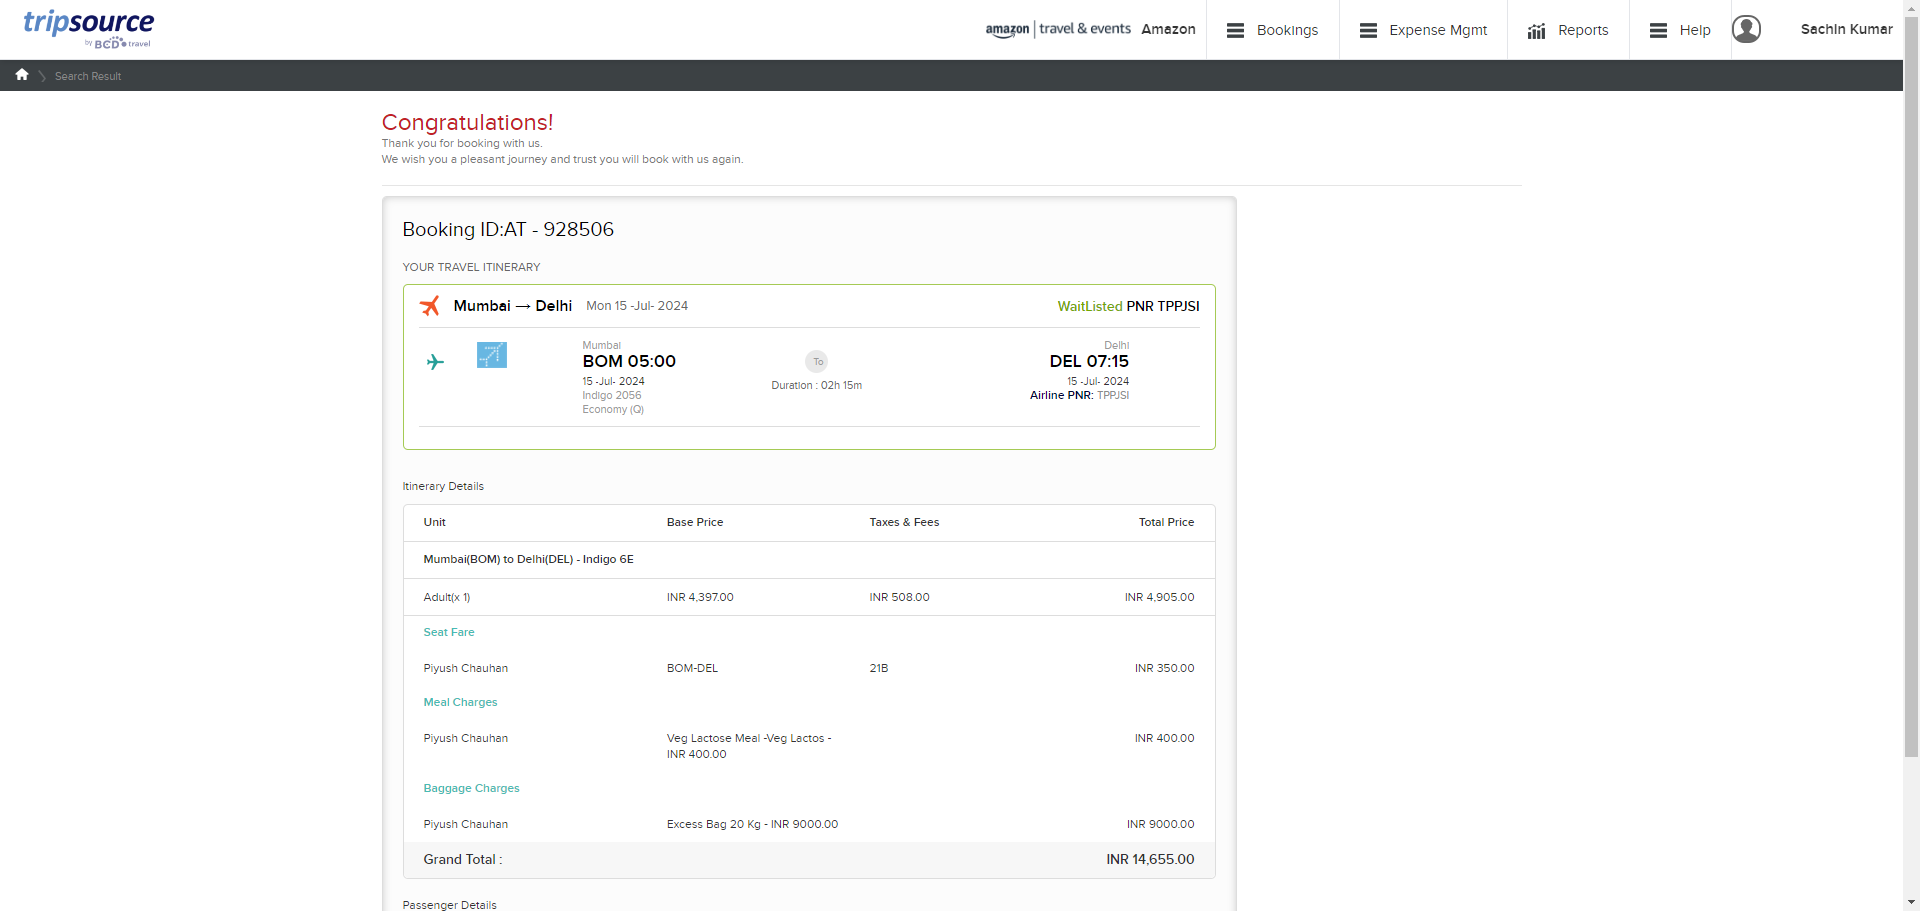 tripsource
by BCD travel
amazon | travel & events Amazon
Bookings
Expense Mgmt
Reports
Help
Sachin Kumar
Search Result
Congratulations!
Thank you for booking with us.
We wish you a pleasant journey and trust you will book with us again.
Booking ID:AT - 928506
YOUR TRAVEL ITINERARY
Mumbai → Delhi Mon 15 -Jul- 2024 WaitListed PNR TPPJSI
Mumbai
BOM 05:00
15 -Jul- 2024
Indigo 2056
Economy (Q)
To
Duration : 02h 15m
Delhi
DEL 07:15
15 -Jul- 2024
Airline PNR: TPPJSI
Itinerary Details
Unit Base Price Taxes & Fees Total Price
Mumbai(BOM) to Delhi(DEL) - Indigo 6E
Adult(x 1) INR 4,397.00 INR 508.00 INR 4,905.00
Seat Fare
Piyush Chauhan BOM-DEL 21B INR 350.00
Meal Charges
Piyush Chauhan Veg Lactose Meal -Veg Lactos - INR 400.00
INR 400.00
Baggage Charges
Piyush Chauhan Excess Bag 20 Kg - INR 9000.00 INR 9000.00
Grand Total : INR 14,655.00
Passenger Details